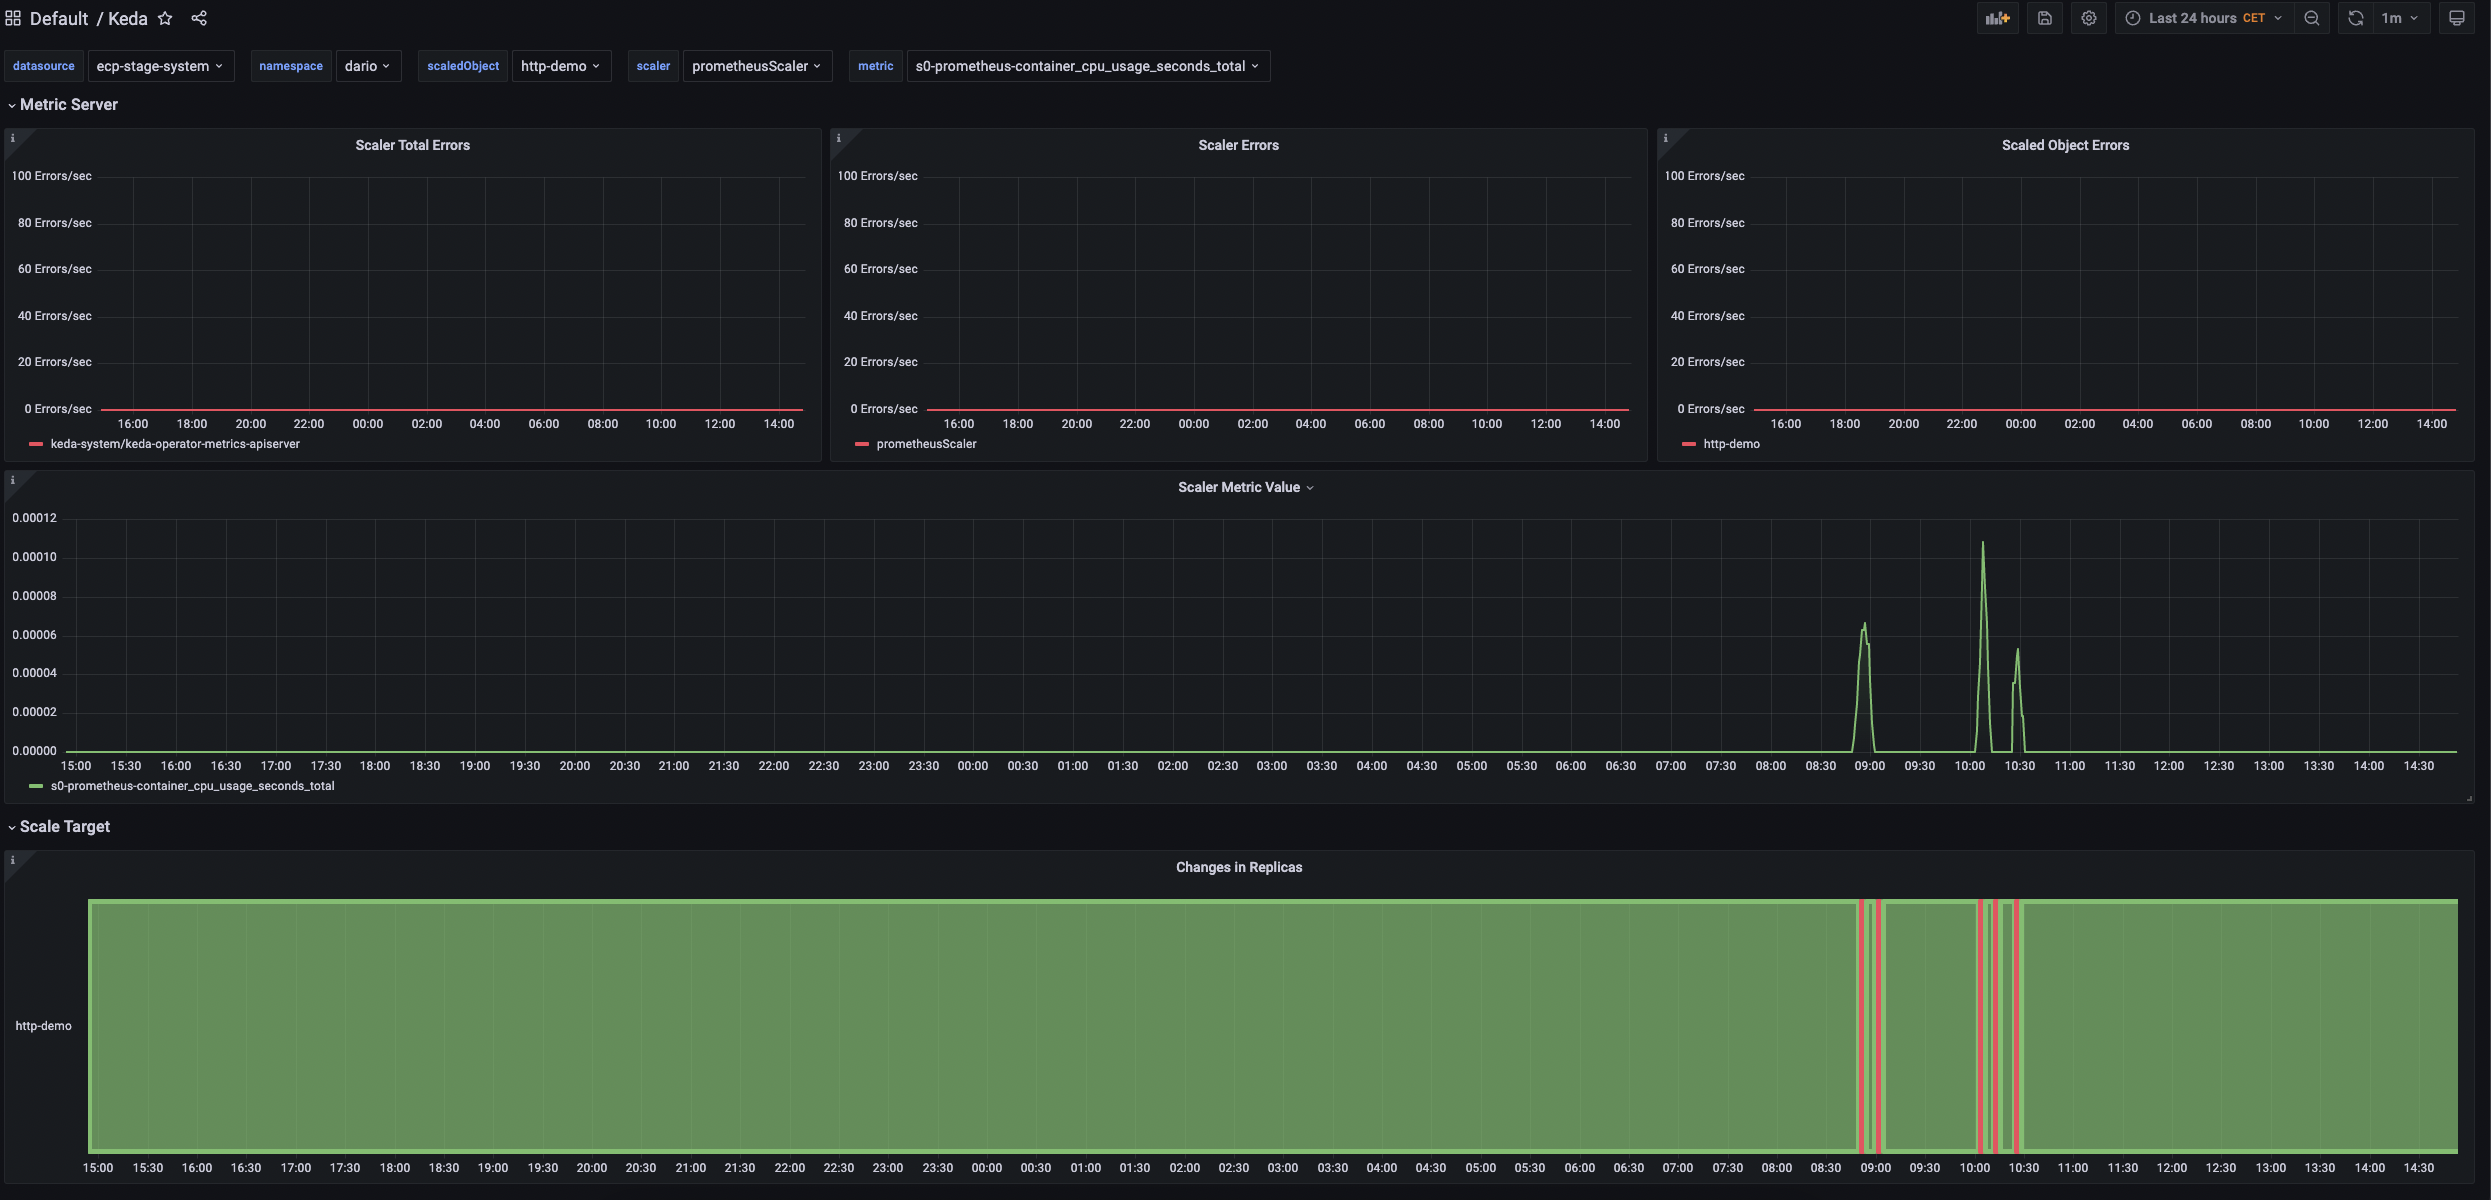 Default / Keda
Last 24 hours CET
1m
datasource ecp-stage-system namespace dario scaledObject http-demo scaler prometheusScaler metric s0-prometheus-container_cpu_usage_seconds_total
Metric Server
Scaler Total Errors
100 Errors/sec
80 Errors/sec
60 Errors/sec
40 Errors/sec
20 Errors/sec
0 Errors/sec
16:00 18:00 20:00 22:00 00:00 02:00 04:00 06:00 08:00 10:00 12:00 14:00
keda-system/keda-operator-metrics-apiserver
Scaler Errors
100 Errors/sec
80 Errors/sec
60 Errors/sec
40 Errors/sec
20 Errors/sec
0 Errors/sec
16:00 18:00 20:00 22:00 00:00 02:00 04:00 06:00 08:00 10:00 12:00 14:00
prometheusScaler
Scaled Object Errors
100 Errors/sec
80 Errors/sec
60 Errors/sec
40 Errors/sec
20 Errors/sec
0 Errors/sec
16:00 18:00 20:00 22:00 00:00 02:00 04:00 06:00 08:00 10:00 12:00 14:00
http-demo
Scaler Metric Value
0.00012
0.00010
0.00008
0.00006
0.00004
0.00002
0.00000
15:00 15:30 16:00 16:30 17:00 17:30 18:00 18:30 19:00 19:30 20:00 20:30 21:00 21:30 22:00 22:30 23:00 23:30 00:00 00:30 01:00 01:30 02:00 02:30 03:00 03:30 04:00 04:30 05:00 05:30 06:00 06:30 07:00 07:30 08:00 08:30 09:00 09:30 10:00 10:30 11:00 11:30 12:00 12:30 13:00 13:30 14:00 14:30
s0-prometheus-container_cpu_usage_seconds_total
Scale Target
Changes in Replicas
http-demo
15:00 15:30 16:00 16:30 17:00 17:30 18:00 18:30 19:00 19:30 20:00 20:30 21:00 21:30 22:00 22:30 23:00 23:30 00:00 00:30 01:00 01:30 02:00 02:30 03:00 03:30 04:00 04:30 05:00 05:30 06:00 06:30 07:00 07:30 08:00 08:30 09:00 09:30 10:00 10:30 11:00 11:30 12:00 12:30 13:00 13:30 14:00 14:30